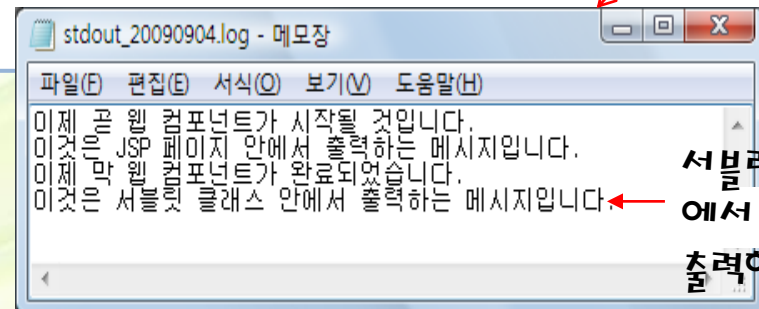 stdout_20090904.log - 메모장
파일(F) 편집(E) 서식(O) 보기(V) 도움말(H)
이제 곧 웹 컴포넌트가 시작될 것입니다.
이것은 JSP 페이지 안에서 출력하는 메시지입니다.
이제 막 웹 컴포넌트가 완료되었습니다.
이것은 서블릿 클래스 안에서 출력하는 메시지입니다.
에서